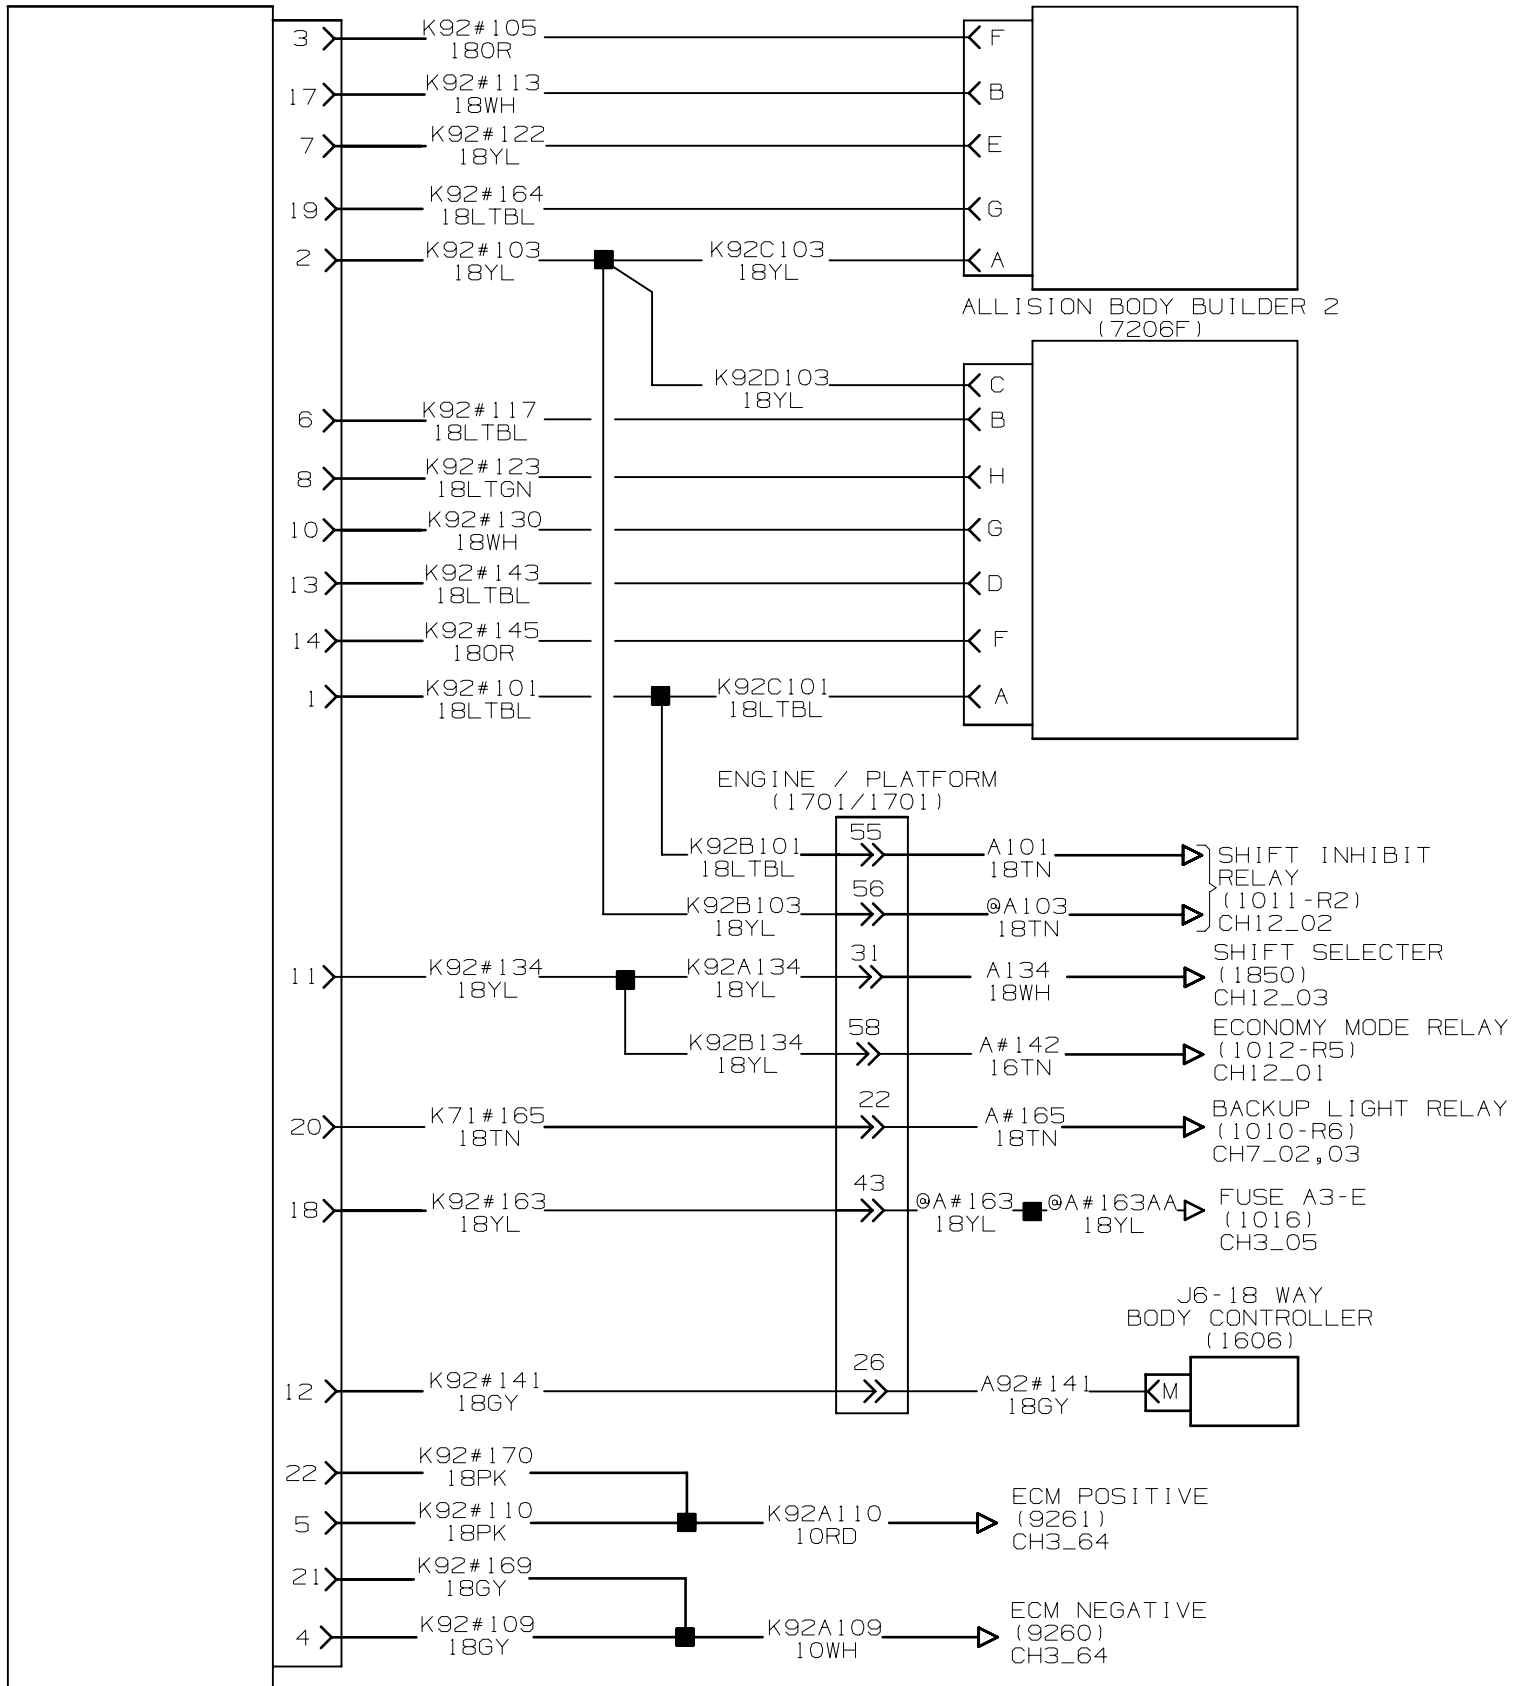 3 K92#105 F
18OR
17 K92#113 B
18WH
7 K92#122 E
18YL
19 K92#164 G
18LTBL
2 K92#103 K92C103 A
18YL 18YL
ALLISION BODY BUILDER 2
(7206F)
K92D103 C
18YL
6 K92#117 B
18LTBL
8 K92#123 H
18LTGN
10 K92#130 G
18WH
13 K92#143 D
18LTBL
14 K92#145 F
18OR
1 K92#101 K92C101 A
18LTBL 18LTBL
ENGINE / PLATFORM
(1701/1701)
K92B101 55 A101 SHIFT INHIBIT
18LTBL 18TN RELAY
K92B103 56 @A103 (1011-R2)
18YL 18TN CH12_02
11 K92#134 K92A134 31 A134 SHIFT SELECTER
18YL 18YL 18WH (1850)
CH12_03
K92B134 58 A#142 ECONOMY MODE RELAY
18YL 16TN (1012-R5)
CH12_01
20 K71#165 22 A#165 BACKUP LIGHT RELAY
18TN 18TN (1010-R6)
CH7_02,03
18 K92#163 43 @A#163 @A#163AA FUSE A3-E
18YL 18YL 18YL (1016)
CH3_05
J6-18 WAY
BODY CONTROLLER
(1606)
12 K92#141 26 A92#141 M
18GY 18GY
22 K92#170
18PK
5 K92#110 K92A110 ECM POSITIVE
18PK 10RD (9261)
CH3_64
21 K92#169
18GY
4 K92#109 K92A109 ECM NEGATIVE
18GY 10WH (9260)
CH3_64